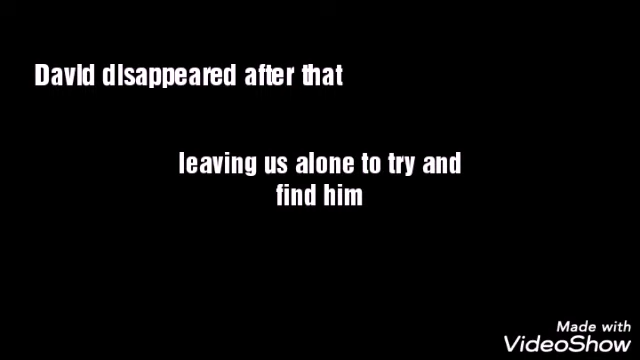 David disappeared after that
leaving us alone to try and
find him
Made with
VideoShow